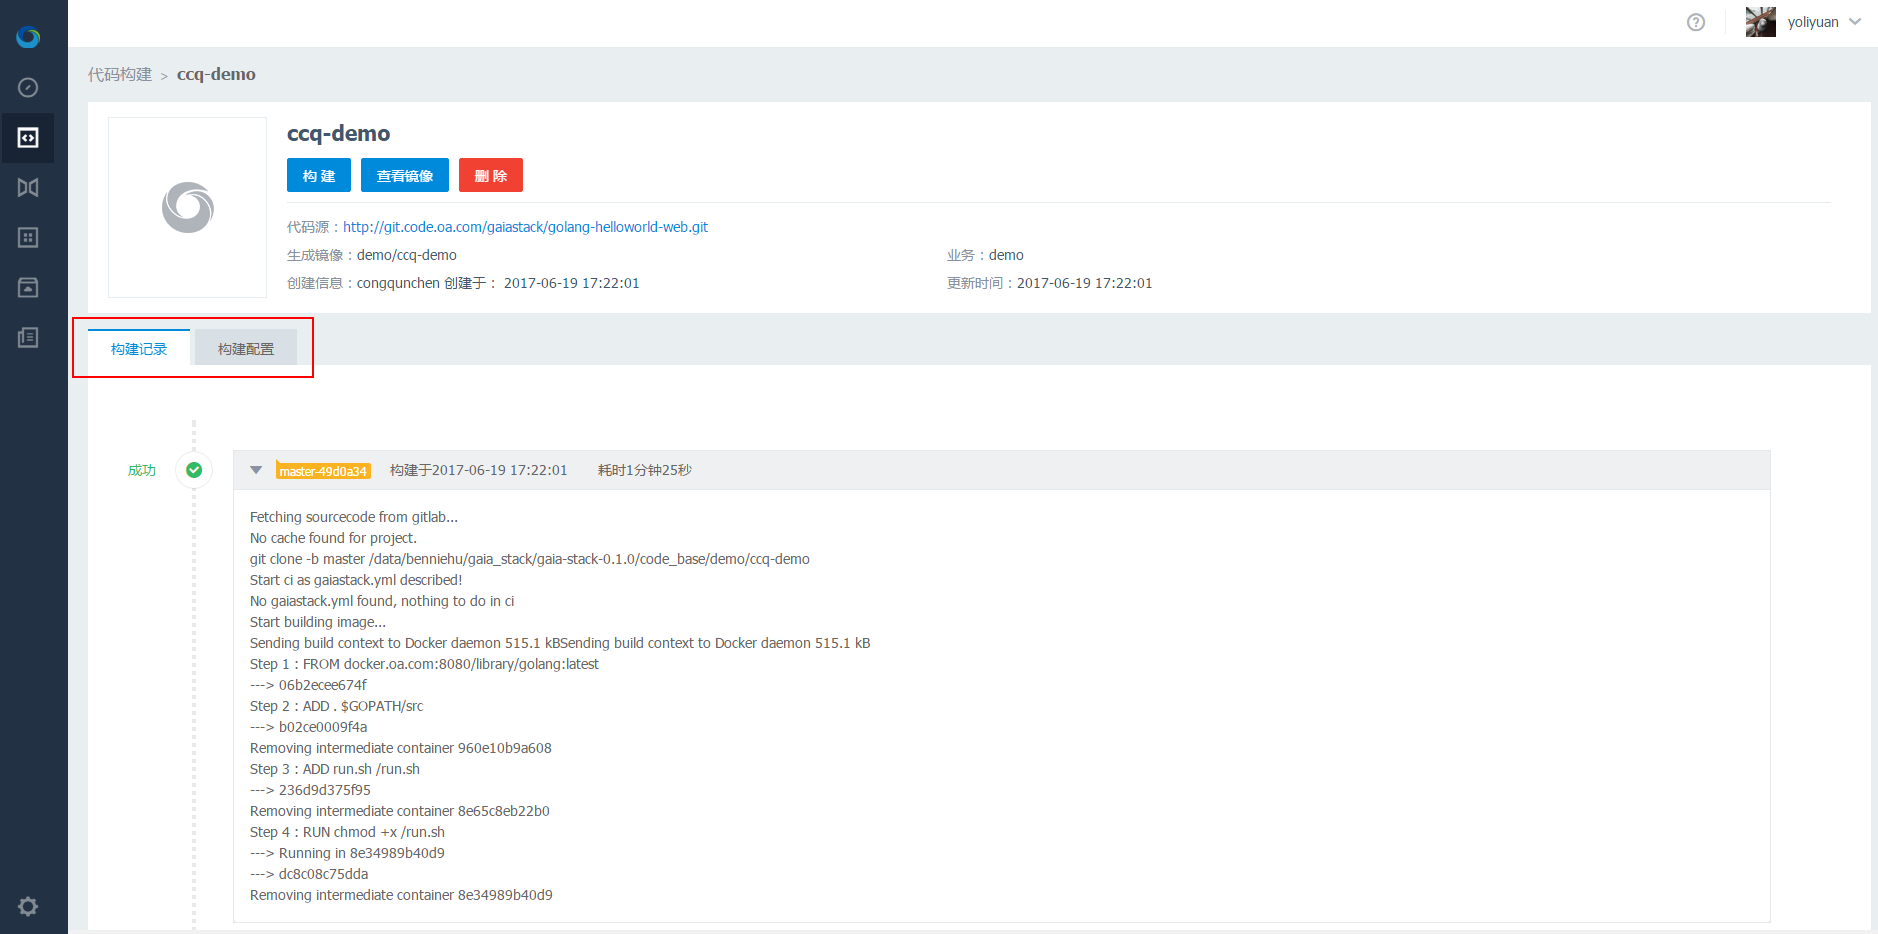 yoliyuan
代码构建 > ccq-demo
ccq-demo
构 建 查看镜像 删 除
代码源：http://git.code.oa.com/gaiastack/golang-helloworld-web.git
生成镜像：demo/ccq-demo 业务：demo
创建信息：congqunchen 创建于： 2017-06-19 17:22:01 更新时间：2017-06-19 17:22:01
构建记录 构建配置
成功 master-49d0a34 构建于2017-06-19 17:22:01 耗时1分钟25秒
Fetching sourcecode from gitlab...
No cache found for project.
git clone -b master /data/benniehu/gaia_stack/gaia-stack-0.1.0/code_base/demo/ccq-demo
Start ci as gaiastack.yml described!
No gaiastack.yml found, nothing to do in ci
Start building image...
Sending build context to Docker daemon 515.1 kBSending build context to Docker daemon 515.1 kB
Step 1 : FROM docker.oa.com:8080/library/golang:latest
---> 06b2ecee674f
Step 2 : ADD . $GOPATH/src
---> b02ce0009f4a
Removing intermediate container 960e10b9a608
Step 3 : ADD run.sh /run.sh
---> 236d9d375f95
Removing intermediate container 8e65c8eb22b0
Step 4 : RUN chmod +x /run.sh
---> Running in 8e34989b40d9
---> dc8c08c75dda
Removing intermediate container 8e34989b40d9